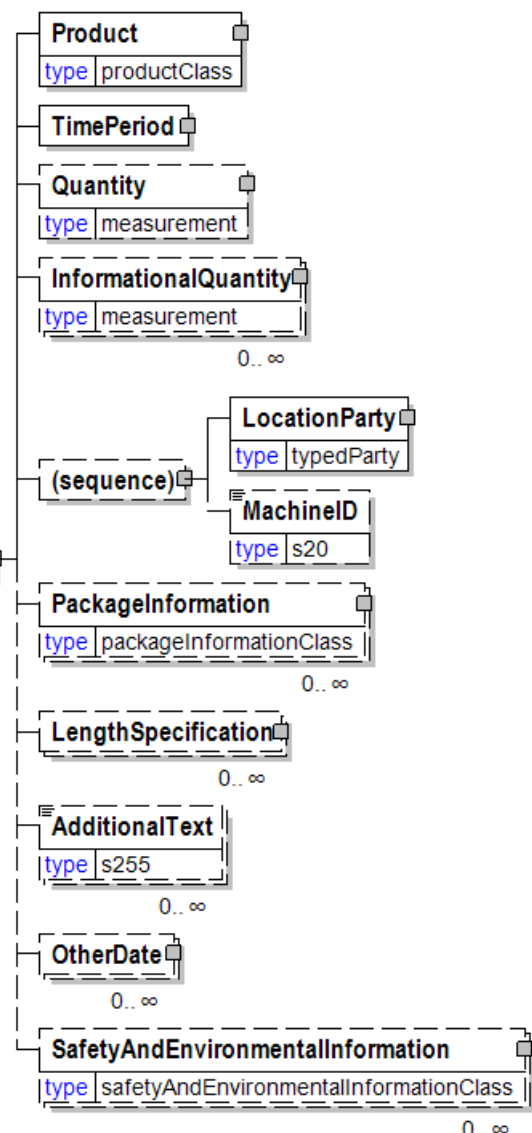 Product
type productClass
TimePeriod
Quantity
type measurement
InformationalQuantity
type measurement
0.. ∞
LocationParty
type typedParty
(sequence)
MachineID
type s20
PackageInformation
type packageInformationClass
0.. ∞
LengthSpecification
0.. ∞
AdditionalText
type s255
0.. ∞
OtherDate
0.. ∞
SafetyAndEnvironmentalInformation
type safetyAndEnvironmentalInformationClass
0.. ∞